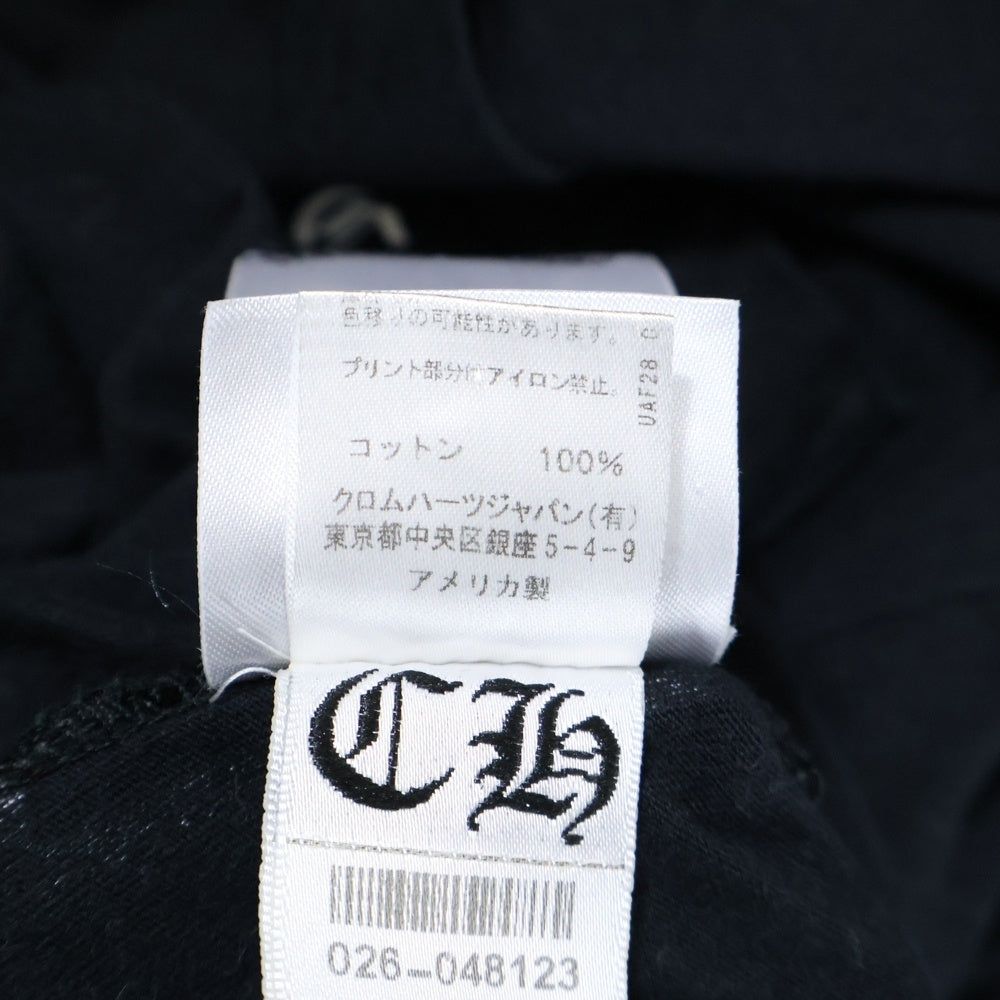 色移りの可能性があります。
プリント部分はアイロン禁止。
UAF28
コットン 100%
クロムハーツジャパン(有)
東京都中央区銀座5-4-9
アメリカ製
CH
026-048123